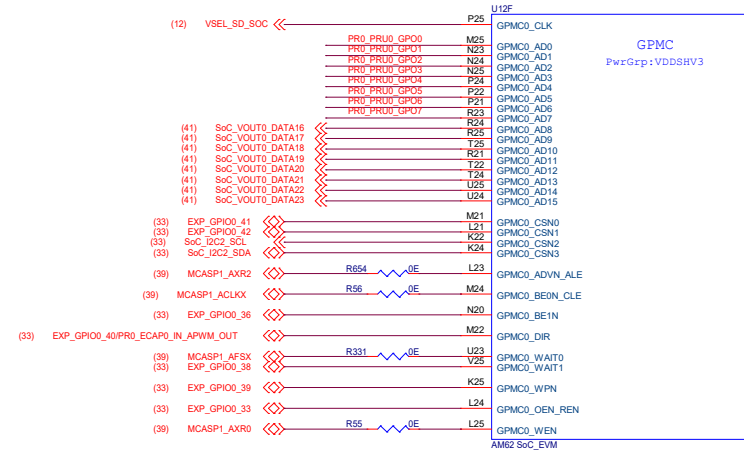 U12F
(12) VSEL_SD_SOC P25 GPMC0_CLK
GPMC
PwrGrp:VDDSHV3
PR0_PRU0_GPO0 M25 GPMC0_AD0
PR0_PRU0_GPO1 N23 GPMC0_AD1
PR0_PRU0_GPO2 N24 GPMC0_AD2
PR0_PRU0_GPO3 N25 GPMC0_AD3
PR0_PRU0_GPO4 P24 GPMC0_AD4
PR0_PRU0_GPO5 P22 GPMC0_AD5
PR0_PRU0_GPO6 P21 GPMC0_AD6
PR0_PRU0_GPO7 R23 GPMC0_AD7
(41) SoC_VOUT0_DATA16 R24 GPMC0_AD8
(41) SoC_VOUT0_DATA17 R25 GPMC0_AD9
(41) SoC_VOUT0_DATA18 T25 GPMC0_AD10
(41) SoC_VOUT0_DATA19 R21 GPMC0_AD11
(41) SoC_VOUT0_DATA20 T22 GPMC0_AD12
(41) SoC_VOUT0_DATA21 T24 GPMC0_AD13
(41) SoC_VOUT0_DATA22 U25 GPMC0_AD14
(41) SoC_VOUT0_DATA23 U24 GPMC0_AD15
(33) EXP_GPIO0_41 M21 GPMC0_CSN0
(33) EXP_GPIO0_42 L21 GPMC0_CSN1
(33) SoC_I2C2_SCL K22 GPMC0_CSN2
(33) SoC_I2C2_SDA K24 GPMC0_CSN3
(39) MCASP1_AXR2 R654 0E L23 GPMC0_ADVN_ALE
(39) MCASP1_ACLKX R56 0E M24 GPMC0_BE0N_CLE
(33) EXP_GPIO0_36 N20 GPMC0_BE1N
(33) EXP_GPIO0_40/PR0_ECAP0_IN_APWM_OUT M22 GPMC0_DIR
(39) MCASP1_AFSX R331 0E U23 GPMC0_WAIT0
(33) EXP_GPIO0_38 V25 GPMC0_WAIT1
(33) EXP_GPIO0_39 K25 GPMC0_WPN
(33) EXP_GPIO0_33 L24 GPMC0_OEN_REN
(39) MCASP1_AXR0 R55 0E L25 GPMC0_WEN
AM62 SoC_EVM